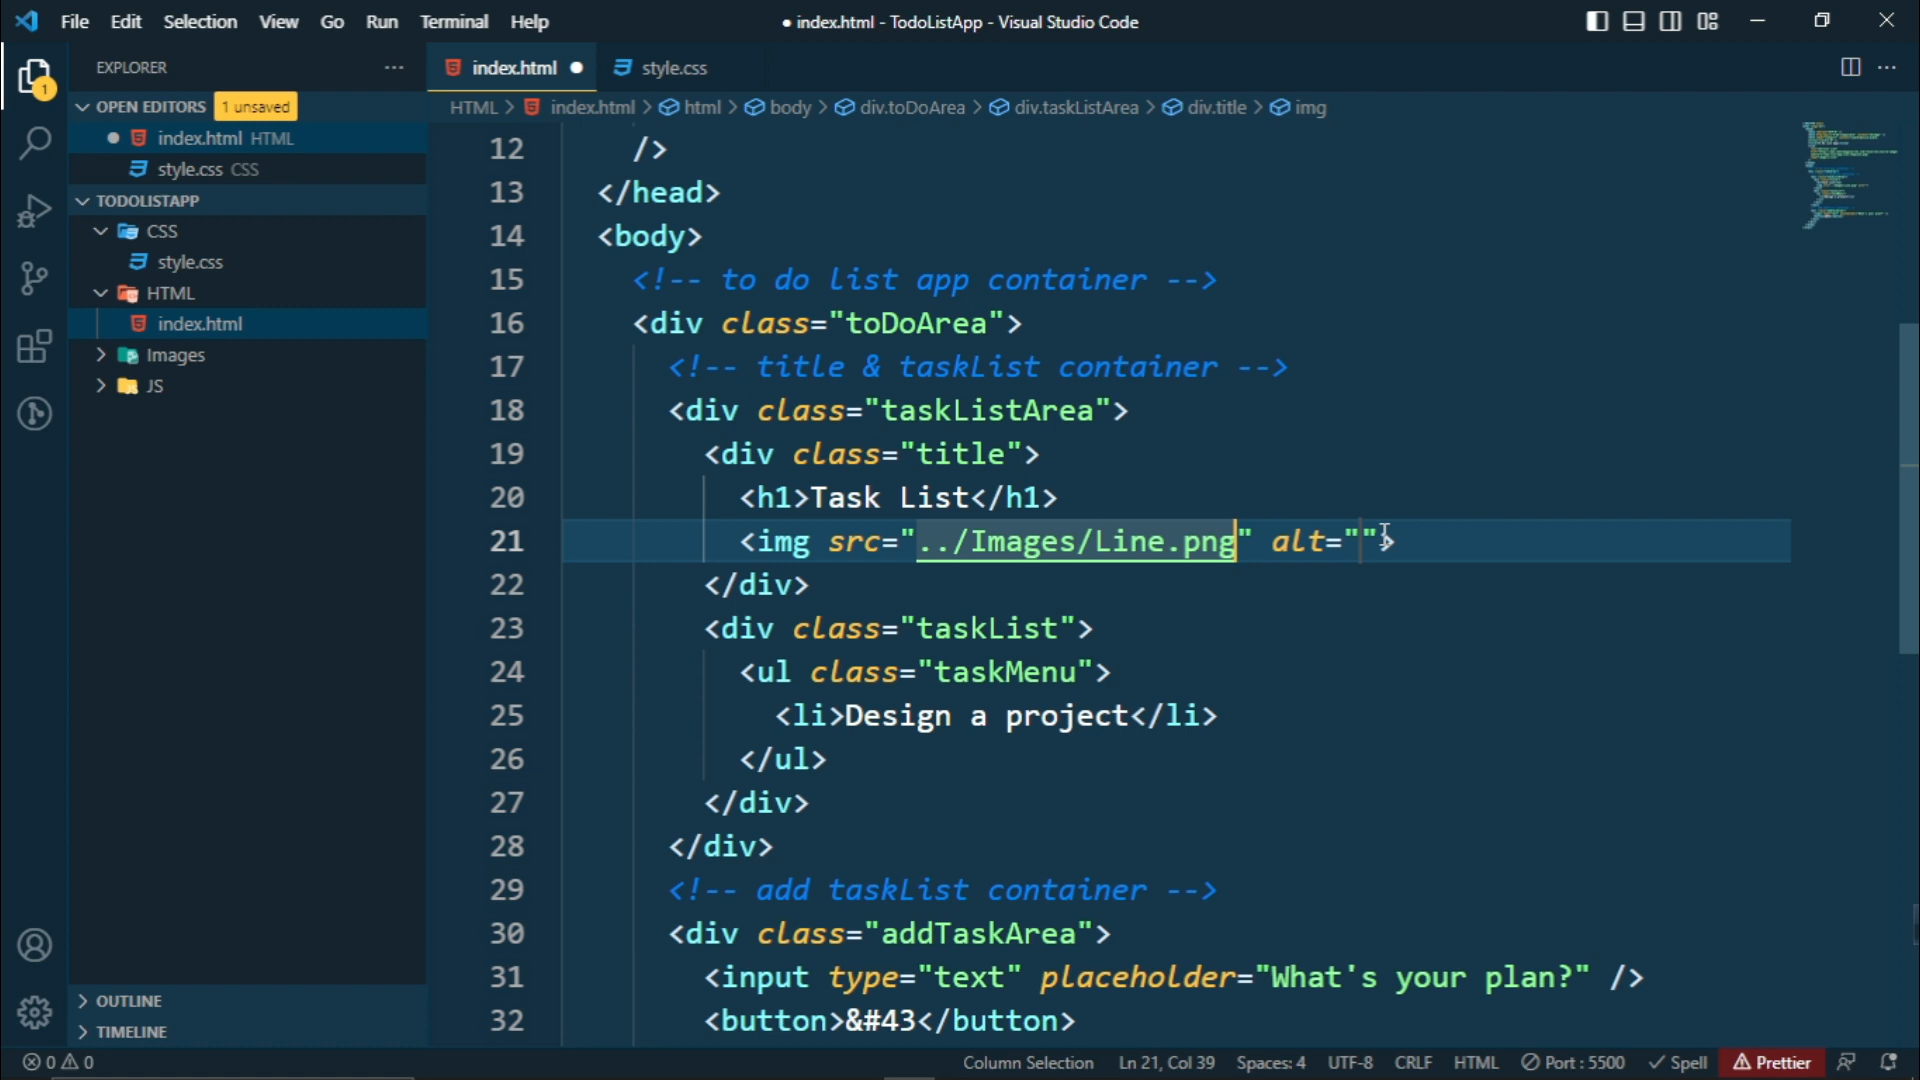 File Edit Selection View Go Run Terminal Help
● index.html - TodoListApp - Visual Studio Code
1
EXPLORER
OPEN EDITORS 1 unsaved
index.html HTML
style.css CSS
TODOLISTAPP
CSS
style.css
HTML
index.html
Images
JS
OUTLINE
TIMELINE
index.html ● style.css
HTML > index.html > html > body > div.toDoArea > div.taskListArea > div.title > img
12 />
13 </head>
14 <body>
15 <!-- to do list app container -->
16 <div class="toDoArea">
17 <!-- title & taskList container -->
18 <div class="taskListArea">
19 <div class="title">
20 <h1>Task List</h1>
21 <img src="../Images/Line.png" alt="">
22 </div>
23 <div class="taskList">
24 <ul class="taskMenu">
25 <li>Design a project</li>
26 </ul>
27 </div>
28 </div>
29 <!-- add taskList container -->
30 <div class="addTaskArea">
31 <input type="text" placeholder="What's your plan?" />
32 <button>&#43</button>
0 0 Column Selection Ln 21, Col 39 Spaces: 4 UTF-8 CRLF HTML Port : 5500 Spell Prettier